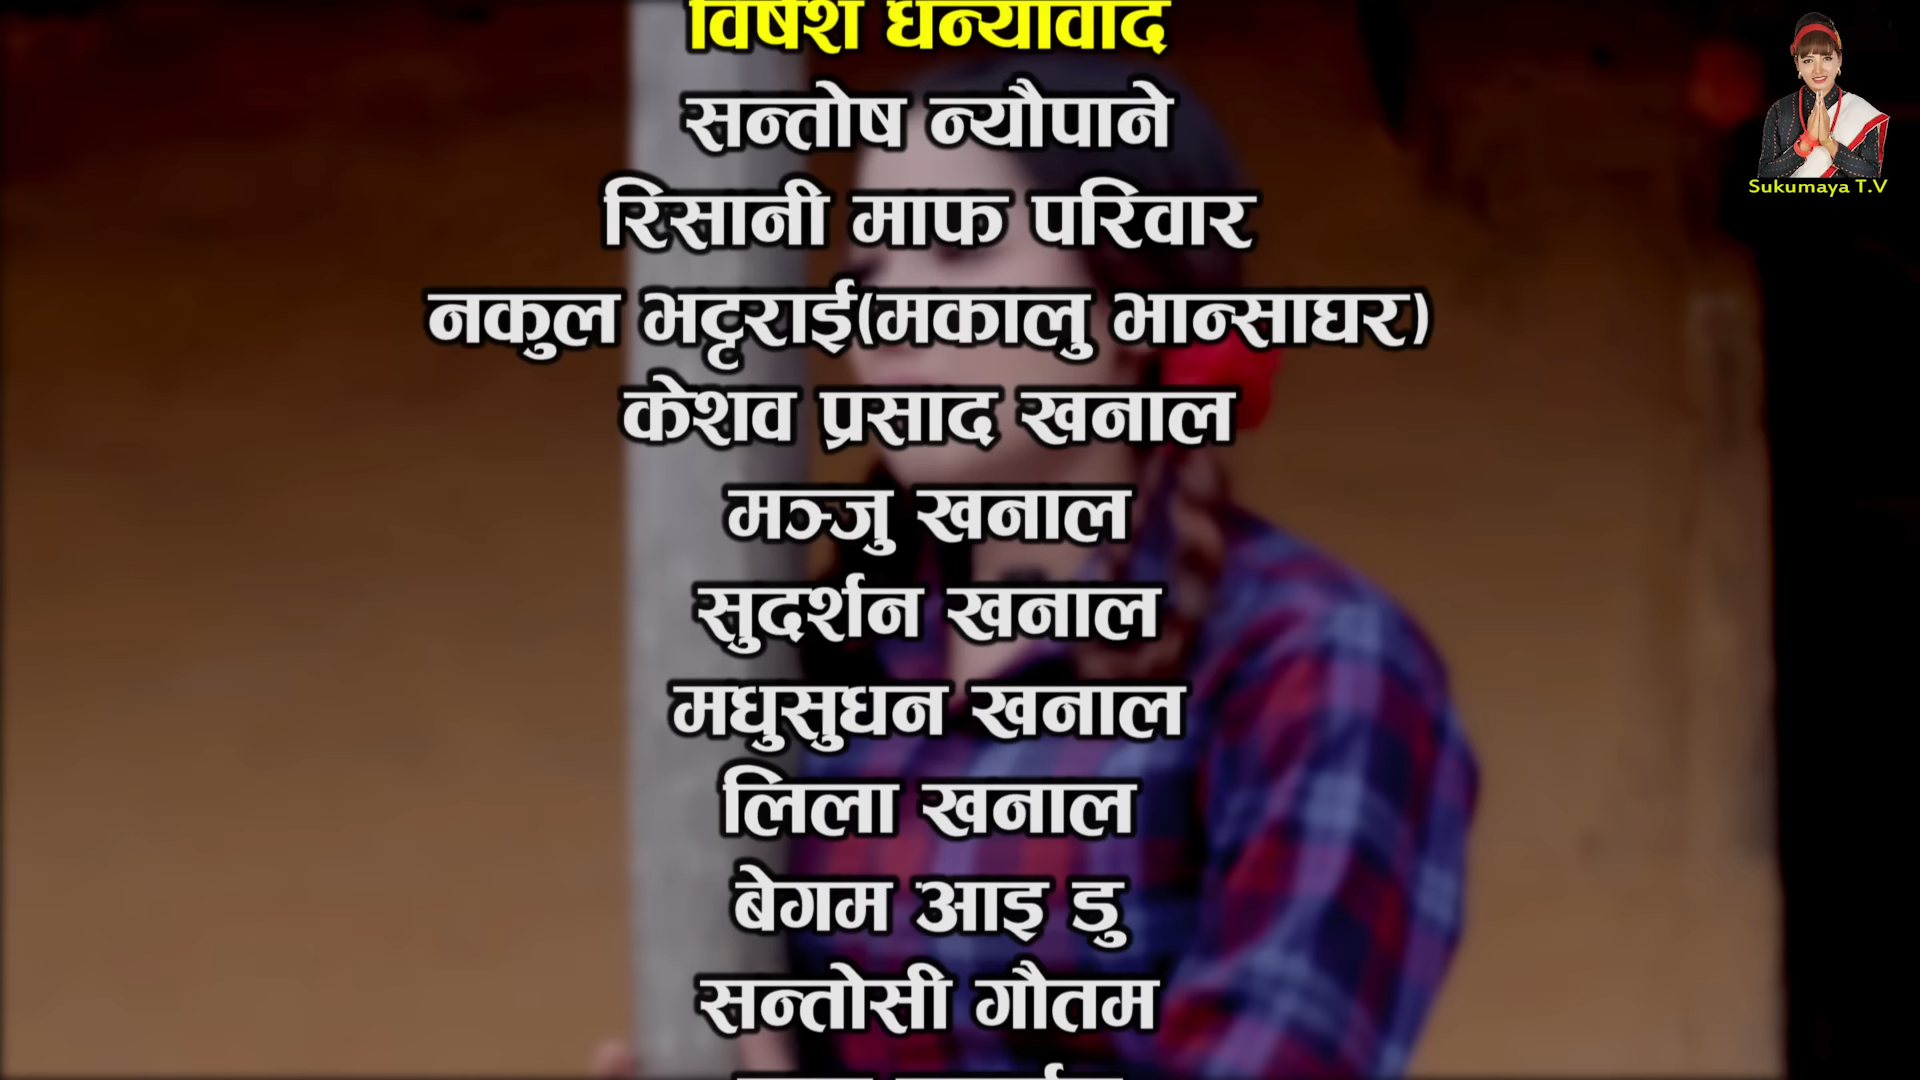 विषेश धन्यावाद
सन्तोष न्यौपाने
रिसानी माफ परिवार
नकुल भट्टराई(मकालु भान्साघर)
केशव प्रसाद खनाल
मञ्जु खनाल
सुदर्शन खनाल
मधुसुधन खनाल
लिला खनाल
बेगम आइ डु
सन्तोसी गौतम
Sukumaya T.V